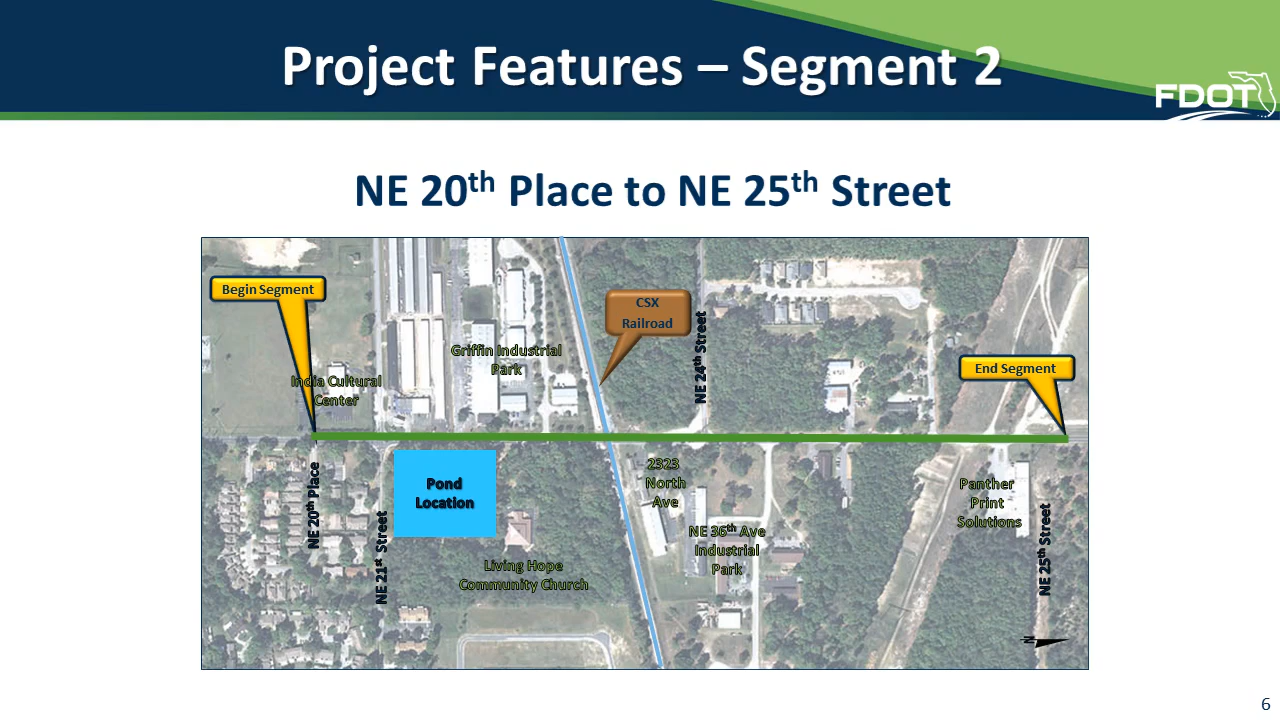 Project Features – Segment 2
FDOT
NE 20th Place to NE 25th Street
Begin Segment
CSX
Railroad
NE 24th Street
Griffin Industrial
Park
End Segment
India Cultural
Center
NE 20th Place
NE 21st Street
Pond
Location
2323
North
Ave
Panther
Print
Solutions
NE 36th Ave
Industrial
Park
NE 25th Street
Living Hope
Community Church
N
6